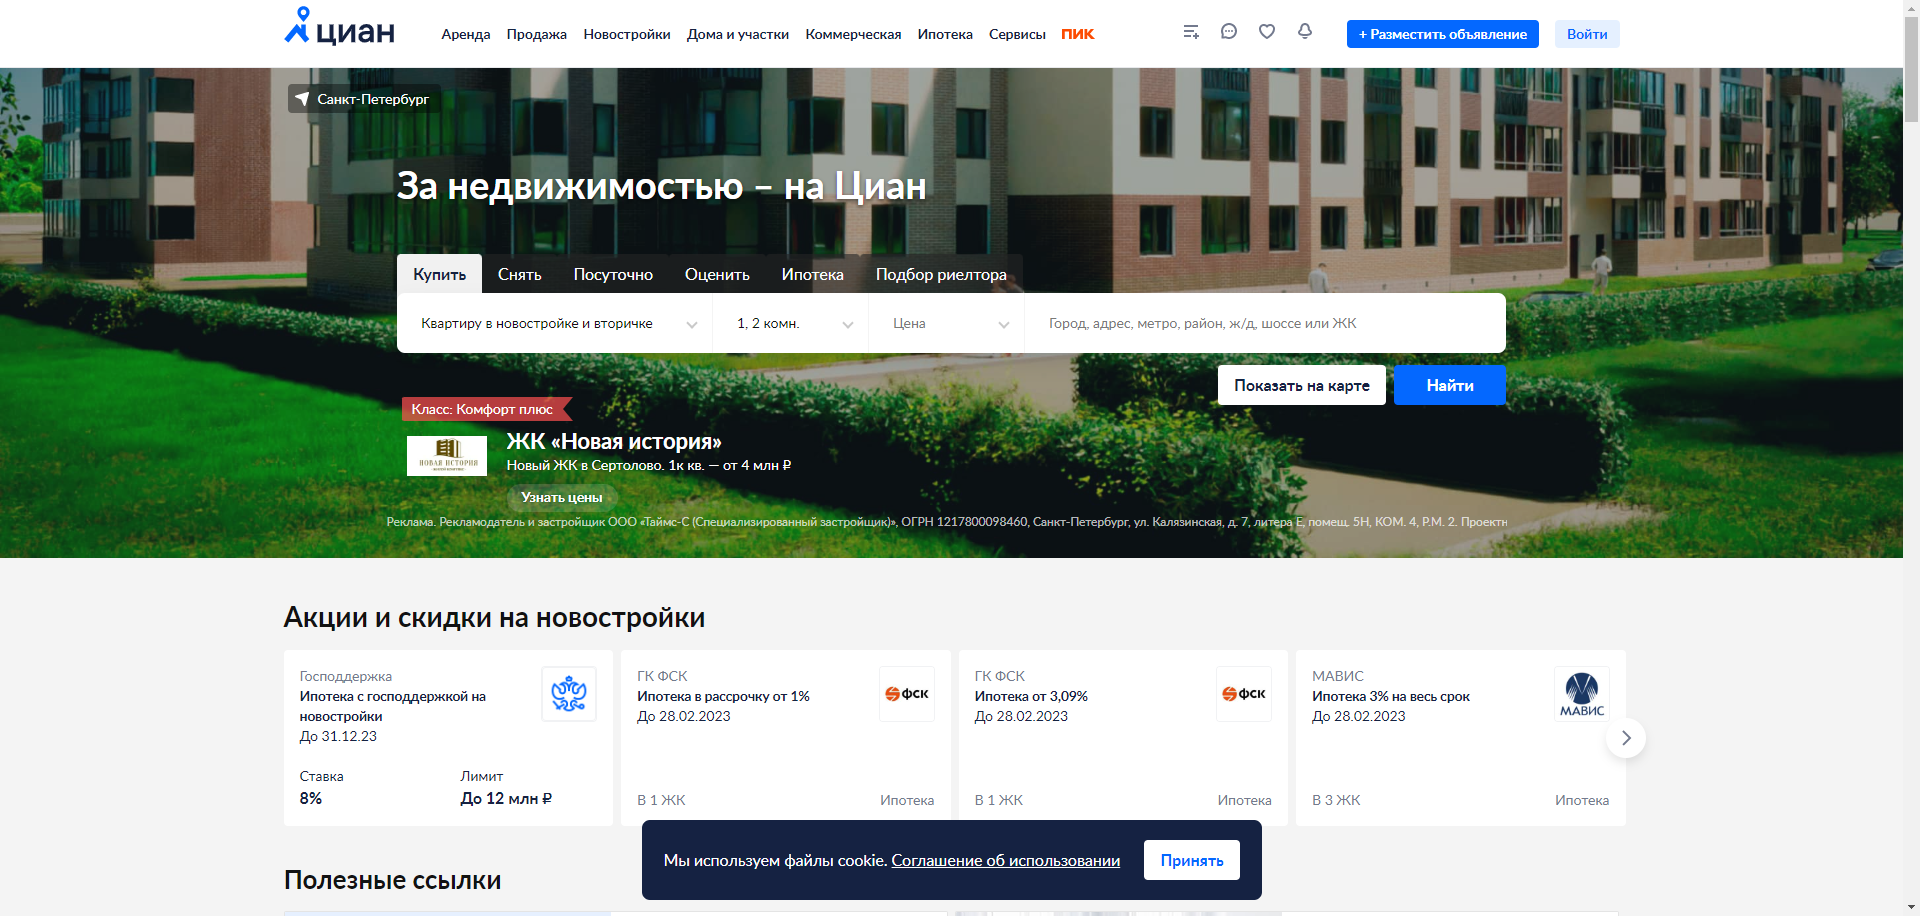 циан
Аренда Продажа Новостройки Дома и участки Коммерческая Ипотека Сервисы ПИК
+ Разместить объявление
Войти
Санкт-Петербург
За недвижимостью – на Циан
Купить Снять Посуточно Оценить Ипотека Подбор риелтора
Квартиру в новостройке и вторичке
1, 2 комн.
Цена
Город, адрес, метро, район, ж/д, шоссе или ЖК
Показать на карте
Найти
Класс: Комфорт плюс
НОВАЯ ИСТОРИЯ
ЖК «Новая история»
Новый ЖК в Сертолово. 1к кв. — от 4 млн ₽
Узнать цены
Реклама. Рекламодатель и застройщик ООО «Таймс-С (Специализированный застройщик)», ОГРН 1217800098460, Санкт-Петербург, ул. Калязинская, д. 7, литера Е, помещ. 5Н, КОМ. 4, Р.М. 2. Проектн
Акции и скидки на новостройки
Господдержка
Ипотека с господдержкой на
новостройки
До 31.12.23
Ставка
8%
Лимит
До 12 млн ₽
ГК ФСК
Ипотека в рассрочку от 1%
До 28.02.2023
ФСК
В 1 ЖК
Ипотека
ГК ФСК
Ипотека от 3,09%
До 28.02.2023
ФСК
В 1 ЖК
Ипотека
МАВИС
Ипотека 3% на весь срок
До 28.02.2023
МАВИС
В 3 ЖК
Ипотека
Мы используем файлы cookie. Соглашение об использовании
Принять
Полезные ссылки